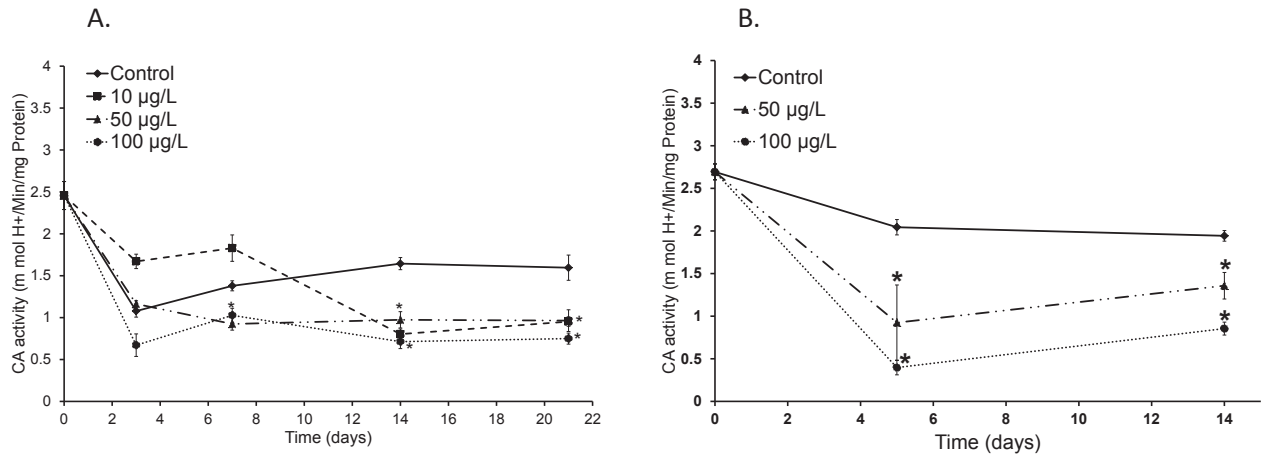 A.
CA activity (m mol H+/Min/mg Protein)
4
3.5
3
2.5
2
1.5
1
0.5
0
Control
10 µg/L
50 µg/L
100 µg/L
*
*
*
*
*
0 2 4 6 8 10 12 14 16 18 20 22
Time (days)
B.
CA activity (m mol H+/Min/mg Protein)
4
3.5
3
2.5
2
1.5
1
0.5
0
Control
50 µg/L
100 µg/L
*
*
*
*
0 2 4 6 8 10 12 14
Time (days)